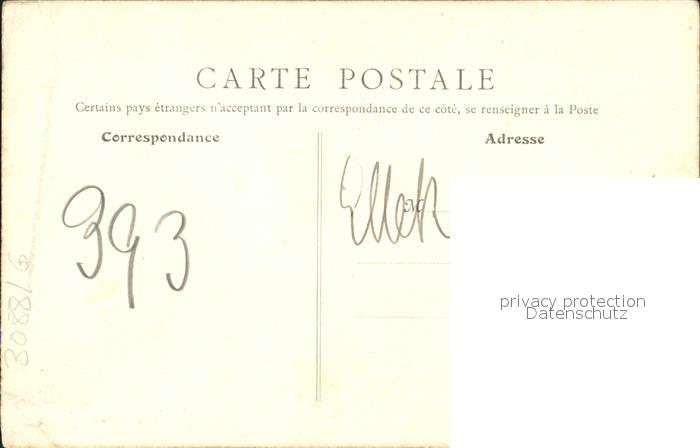 CARTE POSTALE
Certains pays étrangers n'acceptant par la correspondance de ce côté, se renseigner à la Poste
Correspondance
Adresse
393
M
privacy protection
Datenschutz